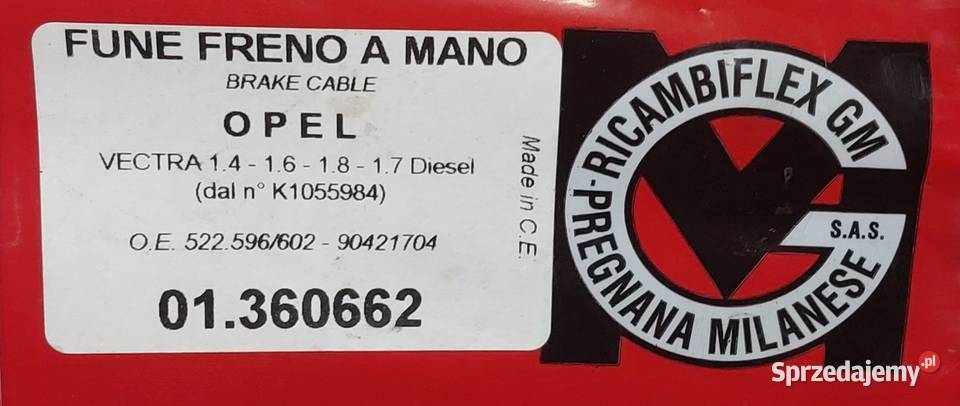 FUNE FRENO A MANO
BRAKE CABLE
OPEL
VECTRA 1.4 - 1.6 - 1.8 - 1.7 Diesel
(dal n° K1055984)
O.E. 522.596/602 - 90421704
01.360662
Made in C.E.
RICAMBIFLEX GM
S.A.S.
PREGNANA MILANESE
Sprzedajemy.pl